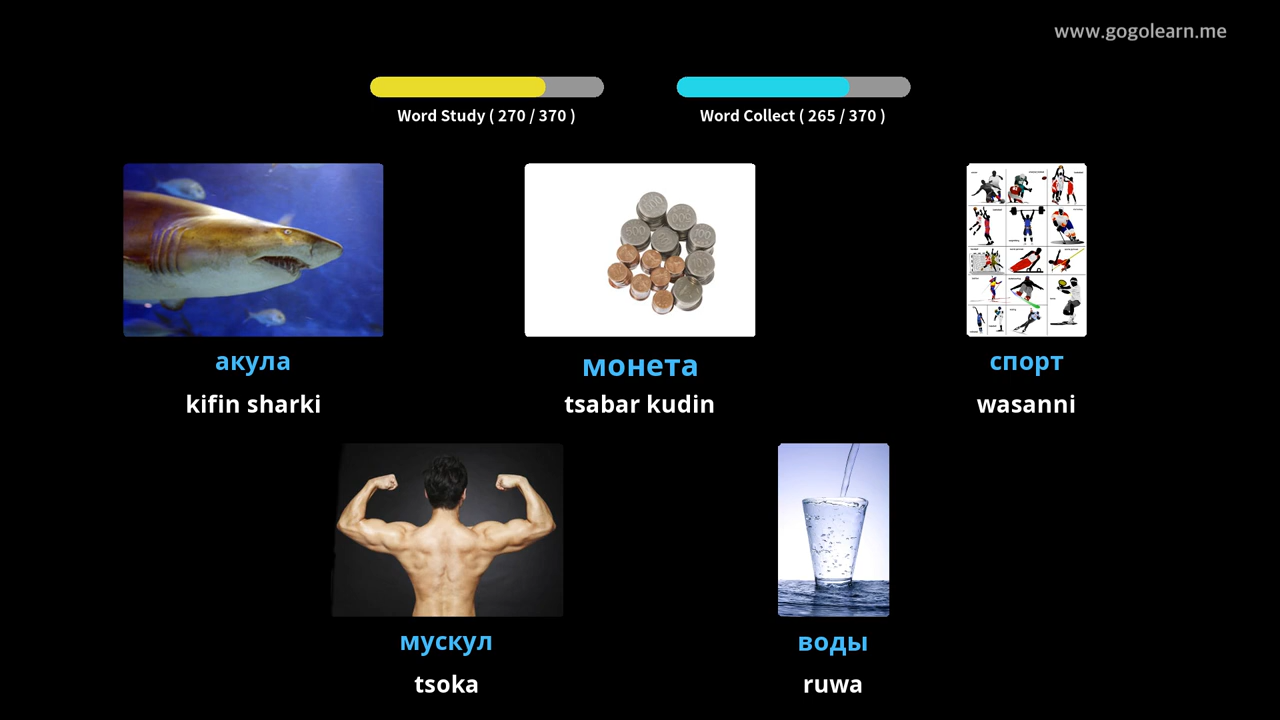 www.gogolearn.me
Word Study ( 270 / 370 )
Word Collect ( 265 / 370 )
акула
монета
спорт
kifin sharki
tsabar kudin
wasanni
мускул
воды
tsoka
ruwa